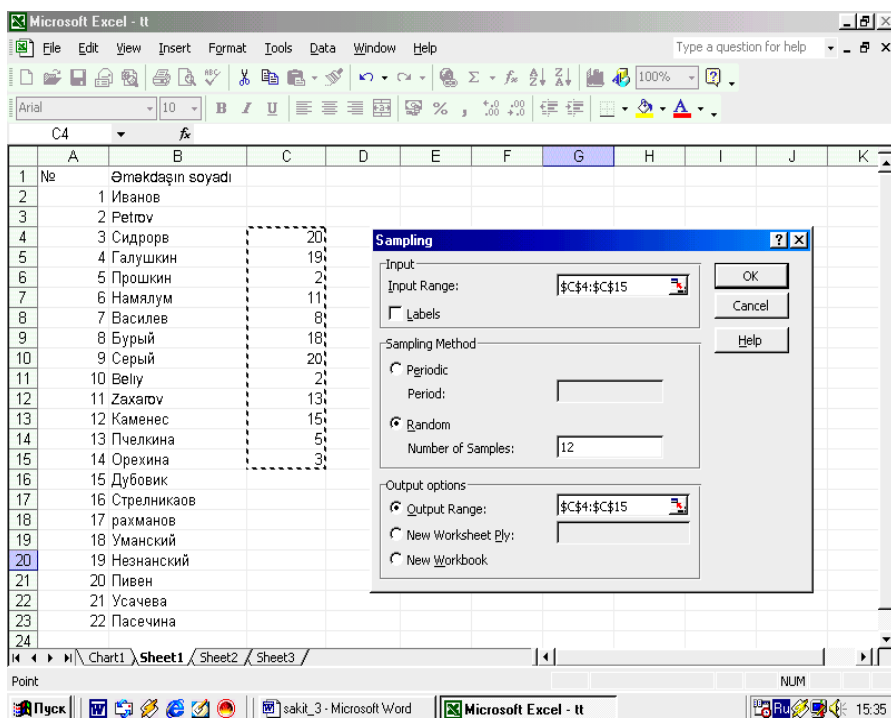 Microsoft Excel - tt
File Edit View Insert Format Tools Data Window Help Type a question for help
100%
Arial 10 B I U
C4 fx
A B C D E F G H I J K
1 № Əməkdaşın soyadı
2 1 Иванов
3 2 Petrov
4 3 Сидрорв 20
5 4 Галушкин 19
6 5 Прошкин 2
7 6 Намялум 11
8 7 Василев 8
9 8 Бурый 18
10 9 Серый 20
11 10 Beliy 2
12 11 Zaxarov 13
13 12 Каменес 15
14 13 Пчелкина 5
15 14 Орехина 3
16 15 Дубовик
17 16 Стрелникаов
18 17 рахманов
19 18 Уманский
20 19 Незнанский
21 20 Пивен
22 21 Усачева
23 22 Пасечина
24
Sampling
Input
Input Range: $C$4:$C$15
Labels
Sampling Method
Periodic
Period:
Random
Number of Samples: 12
Output options
Output Range: $C$4:$C$15
New Worksheet Ply:
New Workbook
OK
Cancel
Help
Chart1 Sheet1 Sheet2 Sheet3
Point NUM
Пуск sakit_3 - Microsoft Word Microsoft Excel - tt Ru 15:35